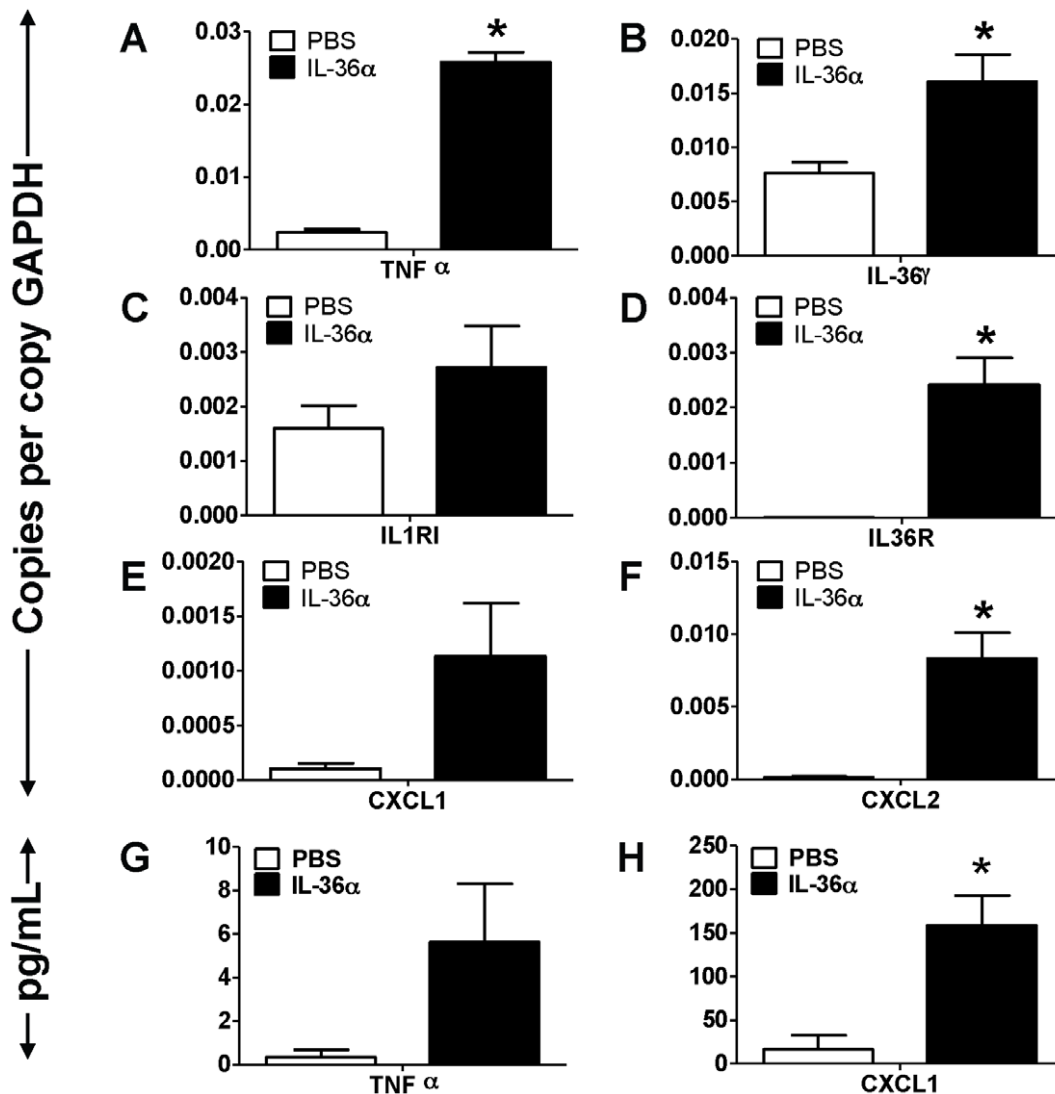 Copies per copy GAPDH
pg/mL
A
0.03
0.02
0.01
0.00
PBS
IL-36α
*
TNF α
B
0.020
0.015
0.010
0.005
0.000
PBS
IL-36α
*
IL-36γ
C
0.004
0.003
0.002
0.001
0.000
PBS
IL-36α
IL1RI
D
0.004
0.003
0.002
0.001
0.000
PBS
IL-36α
*
IL36R
E
0.0020
0.0015
0.0010
0.0005
0.0000
PBS
IL-36α
CXCL1
F
0.015
0.010
0.005
0.000
PBS
IL-36α
*
CXCL2
G
10
8
6
4
2
0
PBS
IL-36α
TNF α
H
250
200
150
100
50
0
PBS
IL-36α
*
CXCL1